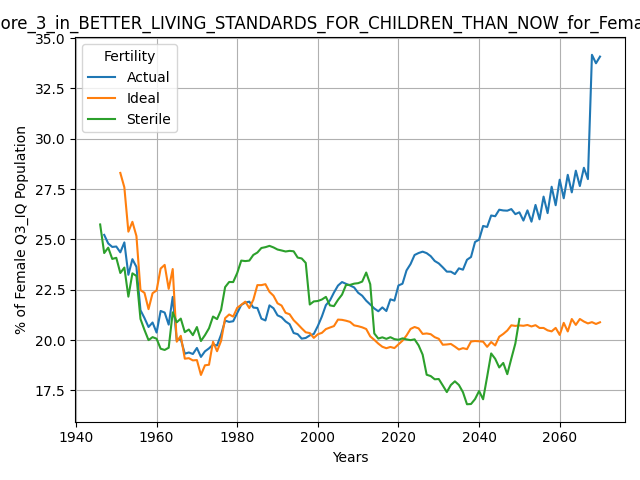 ore_3_in_BETTER_LIVING_STANDARDS_FOR_CHILDREN_THAN_NOW_for_Fema
35.0
32.5
30.0
27.5
25.0
22.5
20.0
17.5
% of Female Q3_IQ Population
Fertility
Actual
Ideal
Sterile
1940
1960
1980
2000
2020
2040
2060
Years